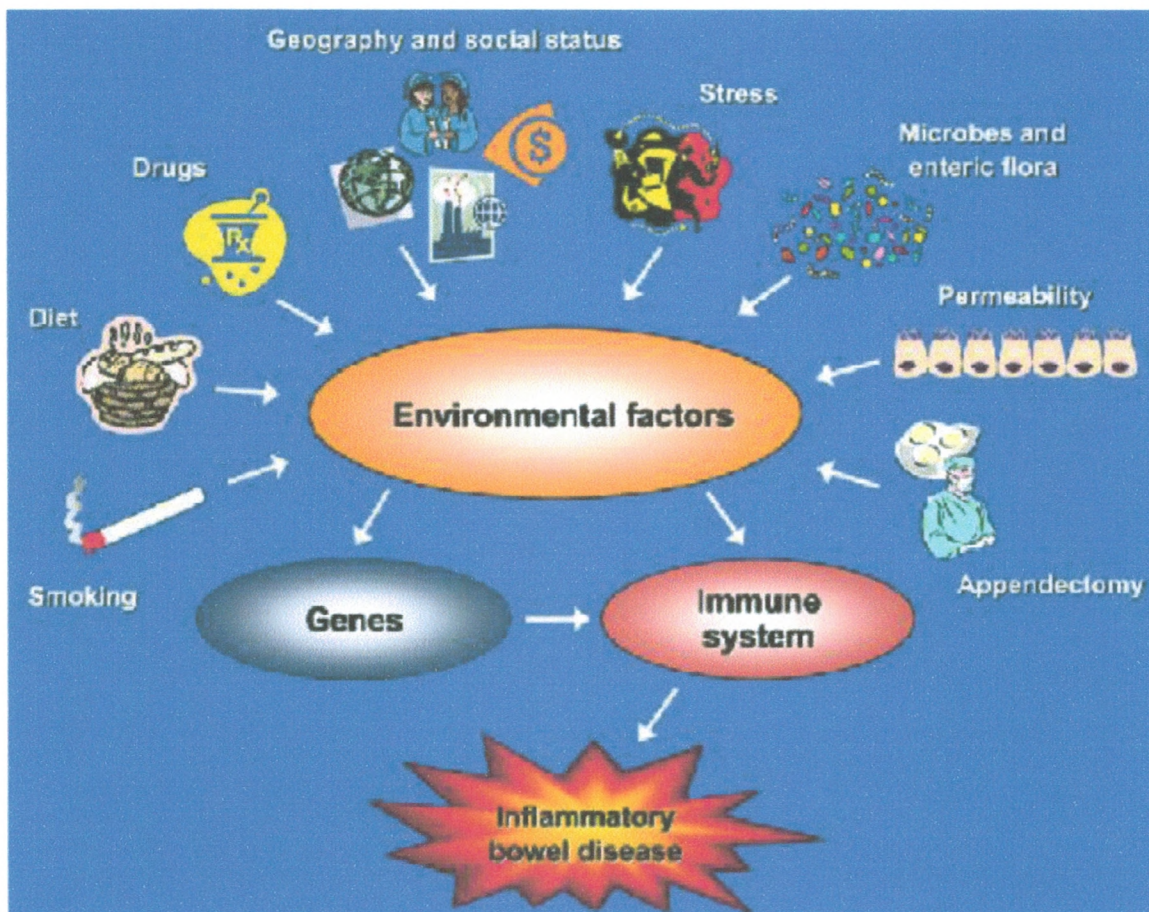 Geography and social status
Stress
Microbes and
enteric flora
Drugs
Rx
$
Permeability
Diet
Environmental factors
Smoking
Appendectomy
Genes
Immune
system
Inflammatory
bowel disease